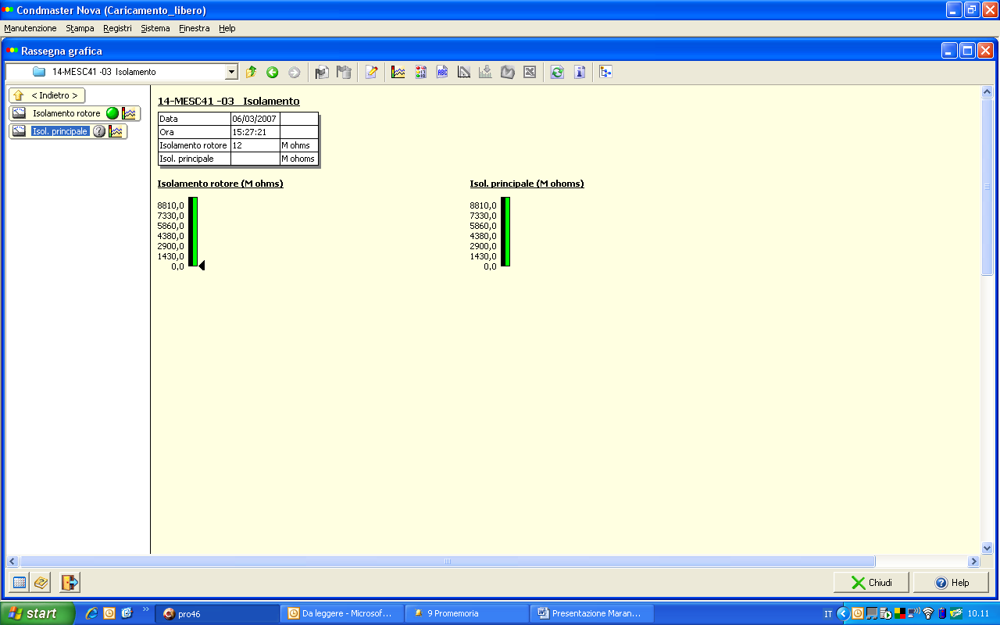 Condmaster Nova (Caricamento_libero)
Manutenzione Stampa Registri Sistema Finestra Help
Rassegna grafica
14-MESC41 -03 Isolamento
ABC
< Indietro >
Isolamento rotore
Isol. principale
14-MESC41 -03 Isolamento
Data 06/03/2007
Ora 15:27:21
Isolamento rotore 12 M ohms
Isol. principale M ohoms
Isolamento rotore (M ohms)
8810,0
7330,0
5860,0
4380,0
2900,0
1430,0
0,0
Isol. principale (M ohoms)
8810,0
7330,0
5860,0
4380,0
2900,0
1430,0
0,0
Chiudi
Help
start
pro46
Da leggere - Microsof...
9 Promemoria
Presentazione Maran...
IT
10.11